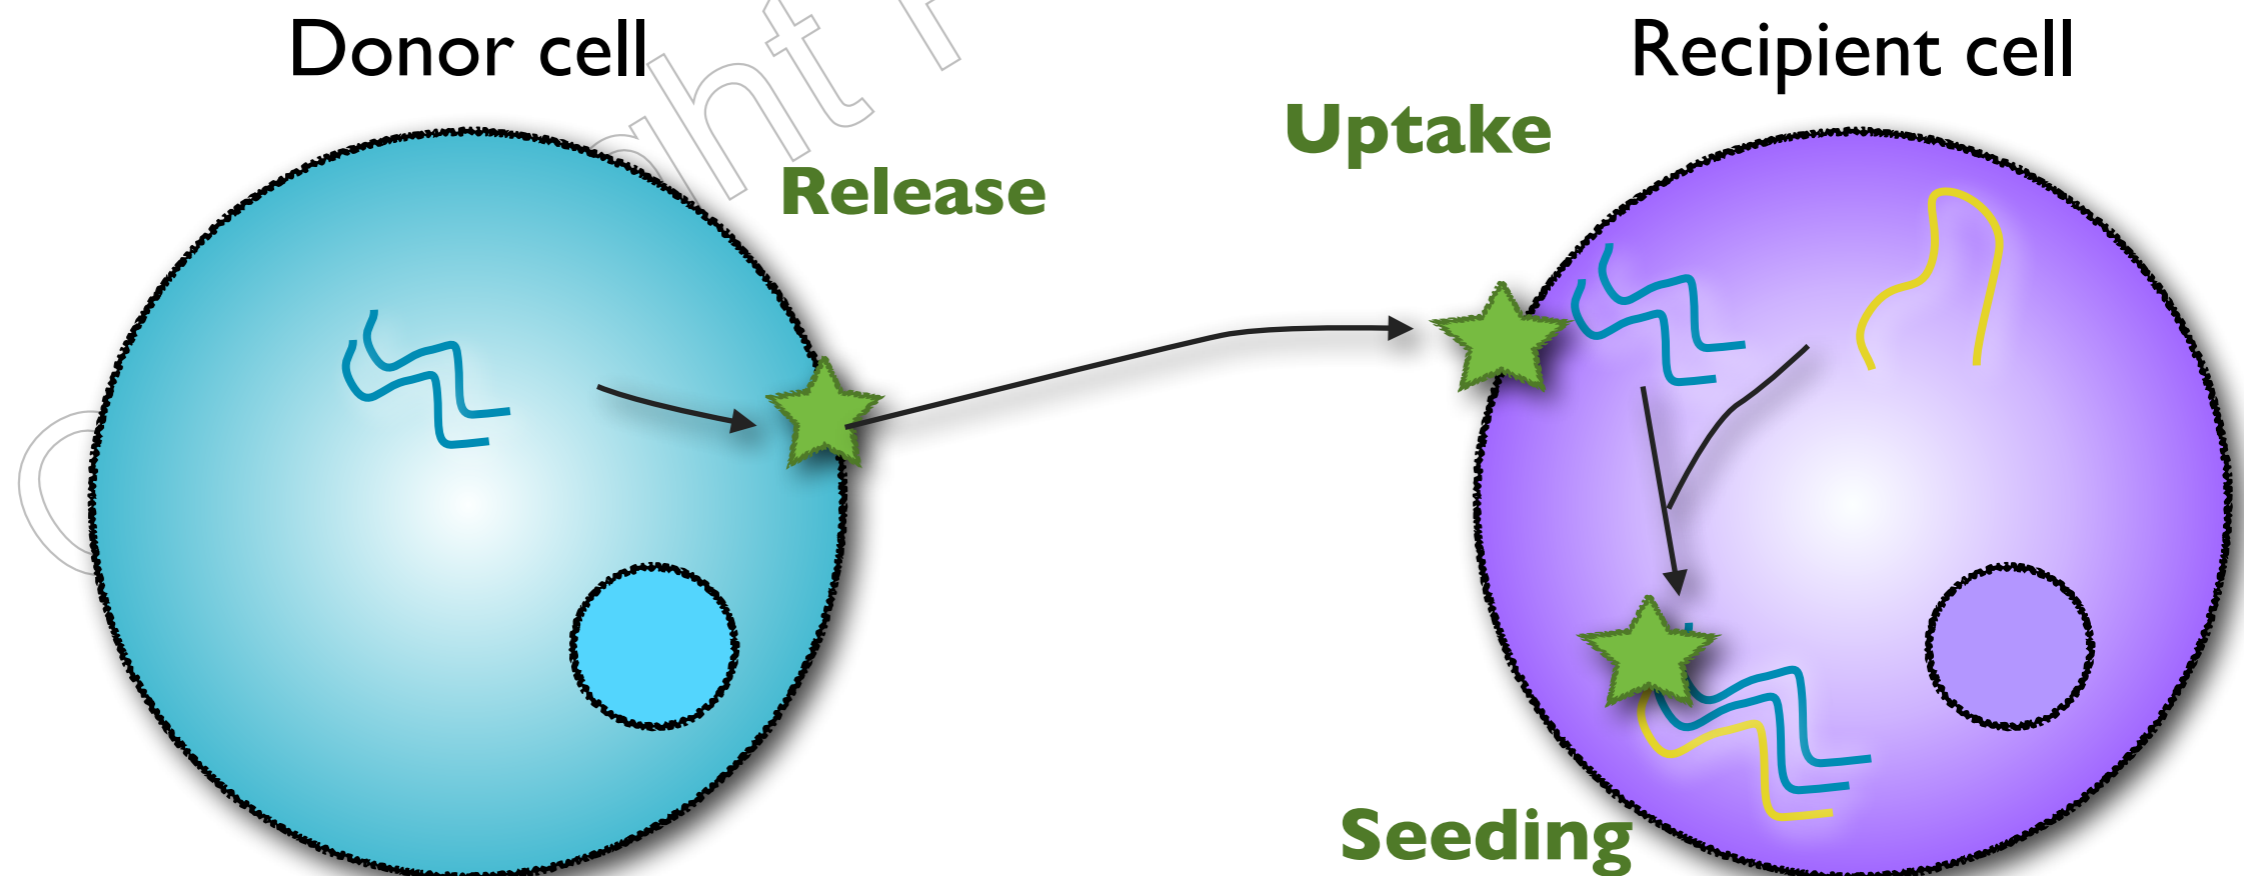 Donor cell
Recipient cell
Uptake
Release
Seeding